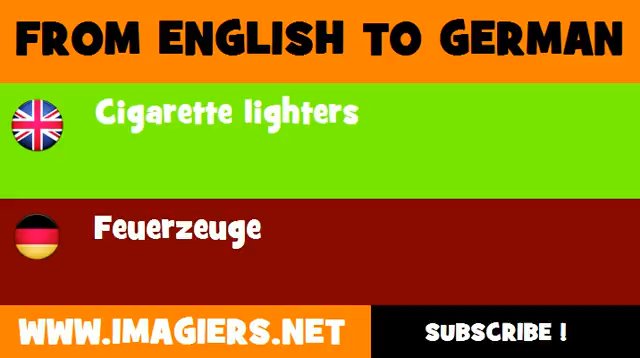 FROM ENGLISH TO GERMAN
Cigarette lighters
Feuerzeuge
WWW.IMAGIERS.NET
SUBSCRIBE !